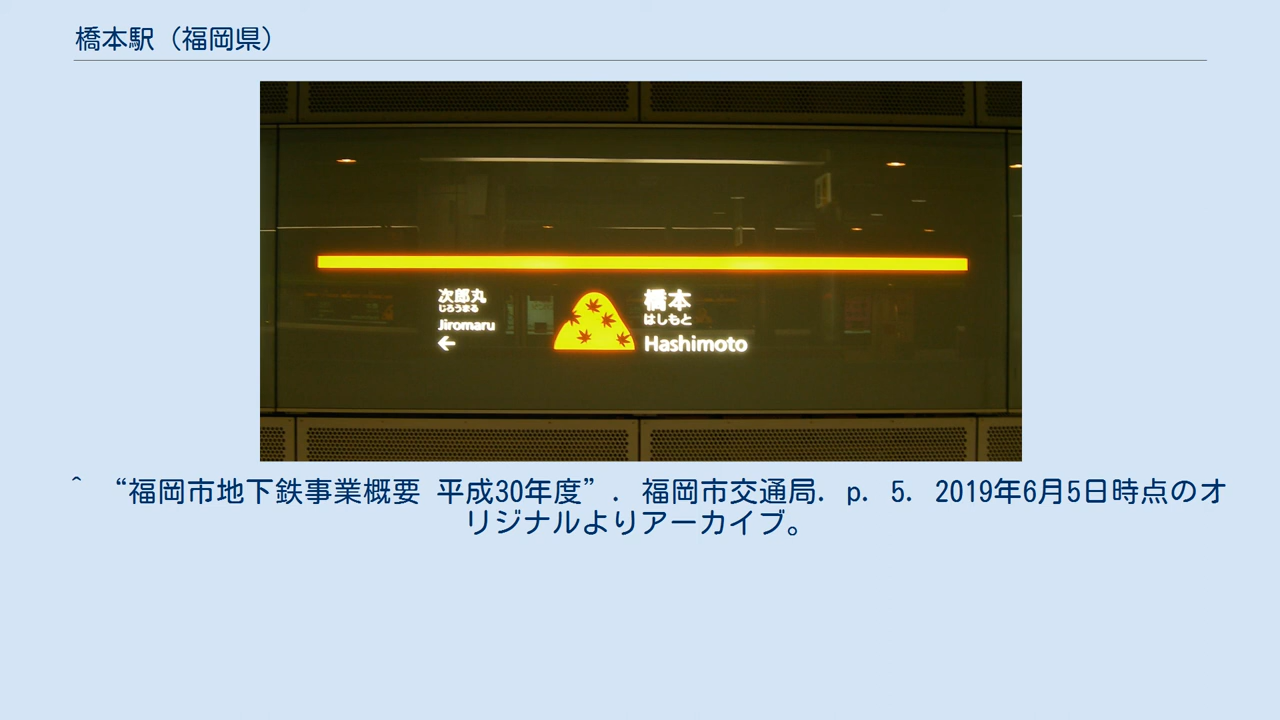 橋本駅（福岡県）
次郎丸
じろうまる
Jiromaru
←
橋本
はしもと
Hashimoto
^ “福岡市地下鉄事業概要 平成30年度”. 福岡市交通局. p. 5. 2019年6月5日時点のオ
リジナルよりアーカイブ。